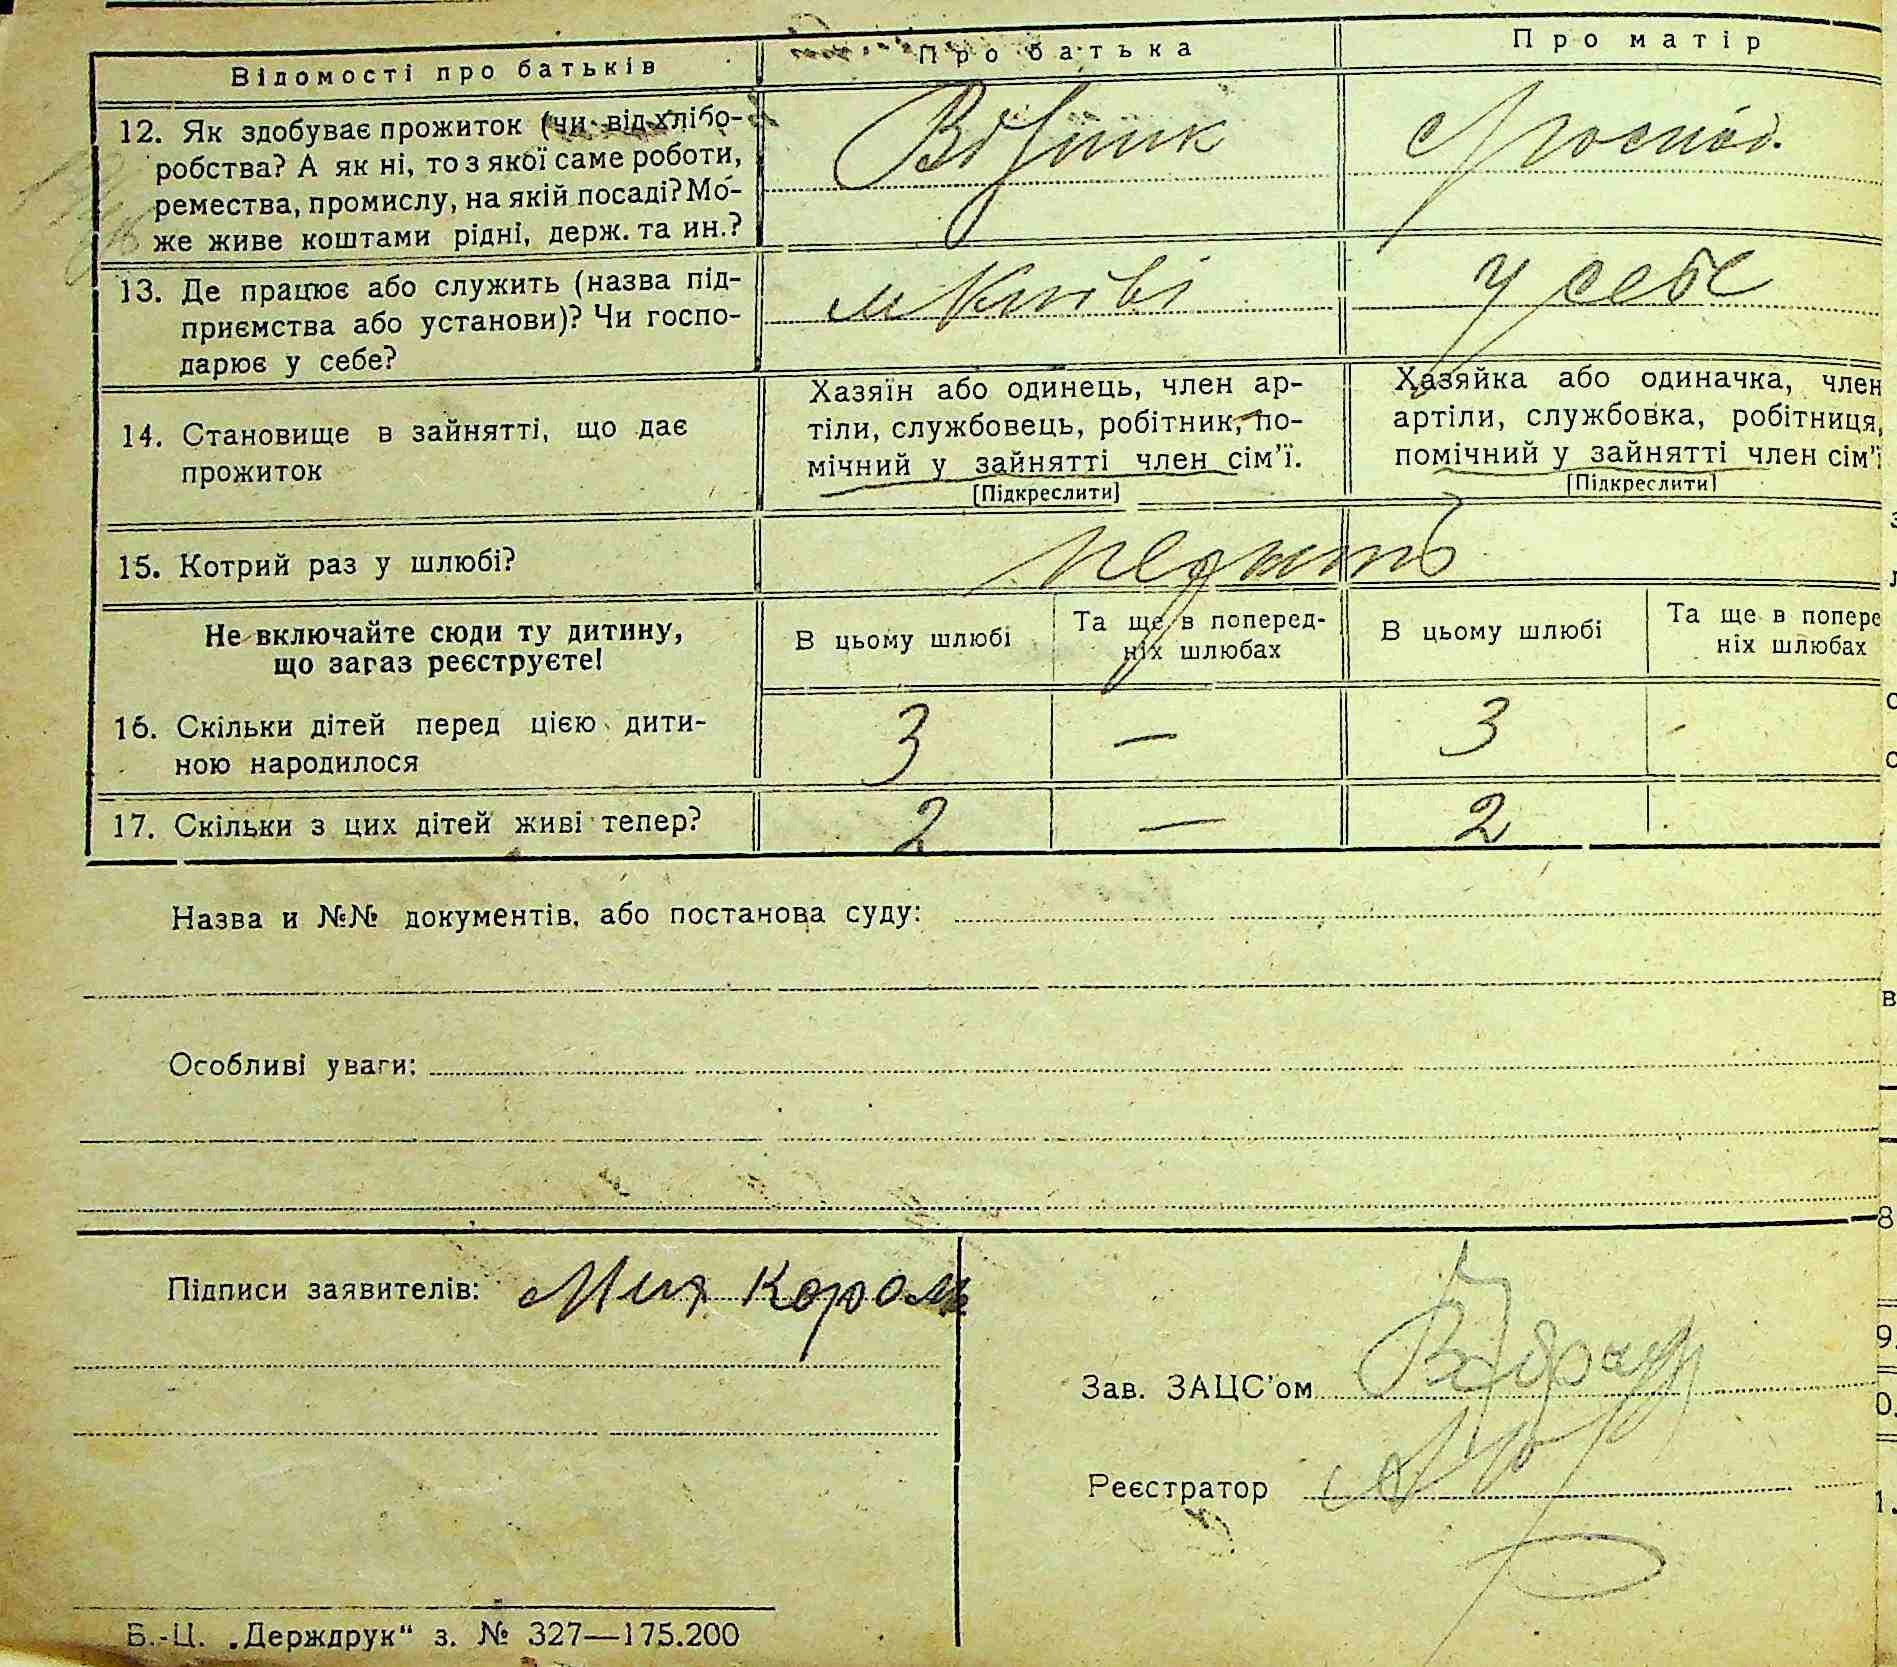 Відомості про батьків
Про батька
Про матір
12. Як здобуває прожиток (чи від хлібо-
робства? А як ні, то з якої саме роботи,
ремества, промислу, на якій посаді? Мо-
же живе коштами рідні, держ. та ин.?
Візник
господ.
13. Де працює або служить (назва під-
приємства або установи)? Чи госпо-
дарює у себе?
м Київі
у себе
14. Становище в зайнятті, що дає
прожиток
Хазяїн або одинець, член ар-
тіли, службовець, робітник, по-
мічний у зайнятті член сім'ї.
[Підкреслити]
Хазяйка або одиначка, член
артіли, службовка, робітниця,
помічний у зайнятті член сім'ї
[Підкреслити]
15. Котрий раз у шлюбі?
Не включайте сюди ту дитину,
що зараз реєструєте!
В цьому шлюбі
Та ще в поперед-
ніх шлюбах
В цьому шлюбі
Та ще в попере
ніх шлюбах
16. Скільки дітей перед цією дити-
ною народилося
3 — 3
17. Скільки з цих дітей живі тепер?
2 — 2
Назва и №№ документів, або постанова суду:
Особливі уваги:
Підписи заявителів:
Зав. ЗАЦС'ом
Реєстратор
Б.-Ц. „Держдрук" з. № 327—175.200